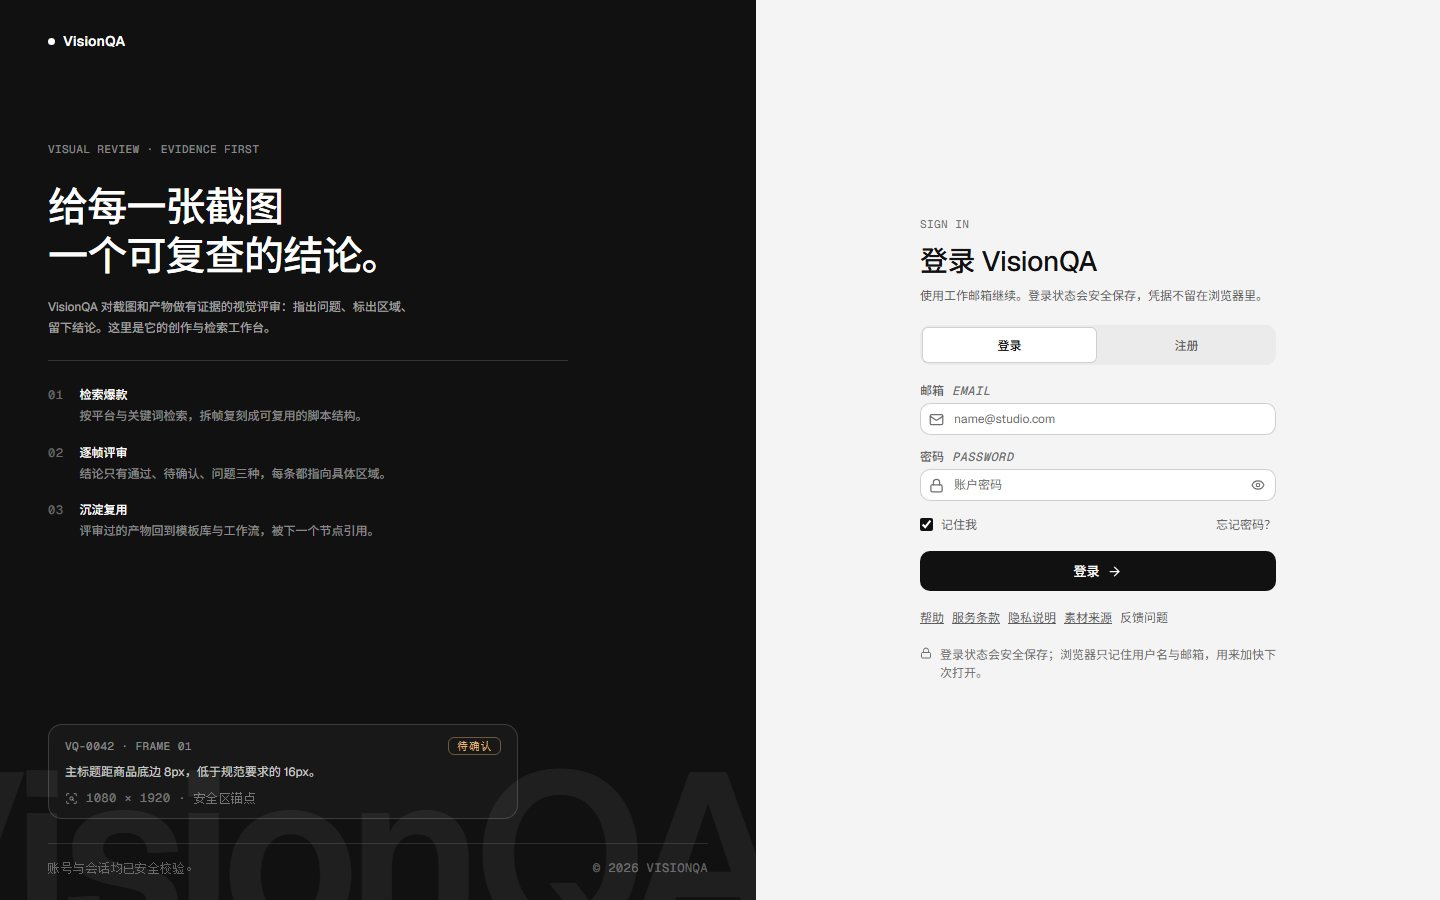 VisionQA
VISUAL REVIEW · EVIDENCE FIRST
给每一张截图
一个可复查的结论。
VisionQA 对截图和产物做有证据的视觉评审：指出问题、标出区域、
留下结论。这里是它的创作与检索工作台。
01 检索爆款
按平台与关键词检索，拆帧复刻成可复用的脚本结构。
02 逐帧评审
结论只有通过、待确认、问题三种，每条都指向具体区域。
03 沉淀复用
评审过的产物回到模板库与工作流，被下一个节点引用。
VQ-0042 · FRAME 01 待确认
主标题距商品底边 8px，低于规范要求的 16px。
1080 × 1920 · 安全区锚点
VisionQA
账号与会话均已安全校验。 © 2026 VISIONQA
SIGN IN
登录 VisionQA
使用工作邮箱继续。登录状态会安全保存，凭据不留在浏览器里。
登录 注册
邮箱 EMAIL
name@studio.com
密码 PASSWORD
账户密码
记住我 忘记密码？
登录 →
帮助 服务条款 隐私说明 素材来源 反馈问题
登录状态会安全保存；浏览器只记住用户名与邮箱，用来加快下
次打开。